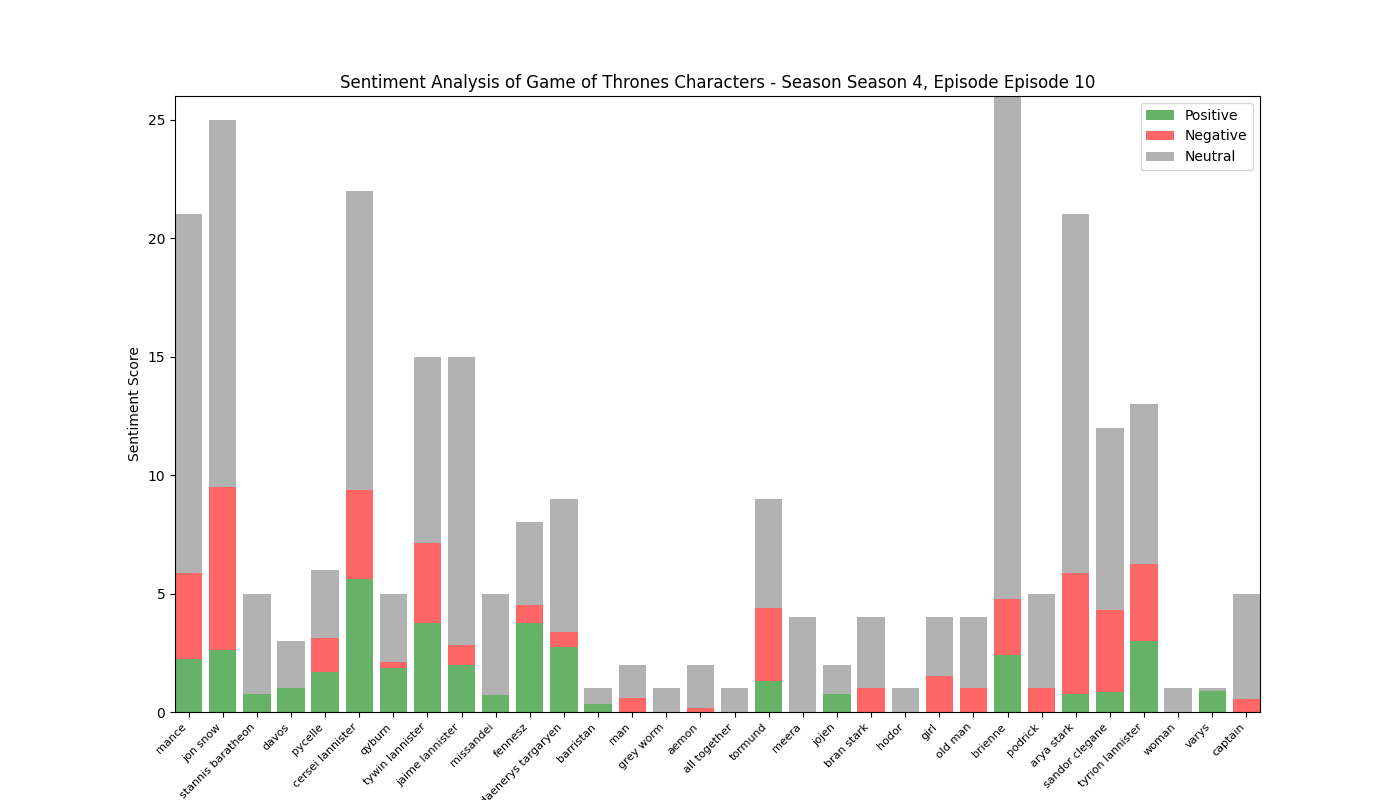 Sentiment Analysis of Game of Thrones Characters - Season Season 4, Episode Episode 10
Positive
Negative
Neutral
Sentiment Score
25
20
15
10
5
0
mance
jon snow
stannis baratheon
davos
pycelle
cersei lannister
qyburn
tywin lannister
jaime lannister
missandei
fennesz
daenerys targaryen
barristan
man
grey worm
aemon
all together
tormund
meera
jojen
bran stark
hodor
girl
old man
brienne
podrick
arya stark
sandor clegane
tyrion lannister
woman
varys
captain